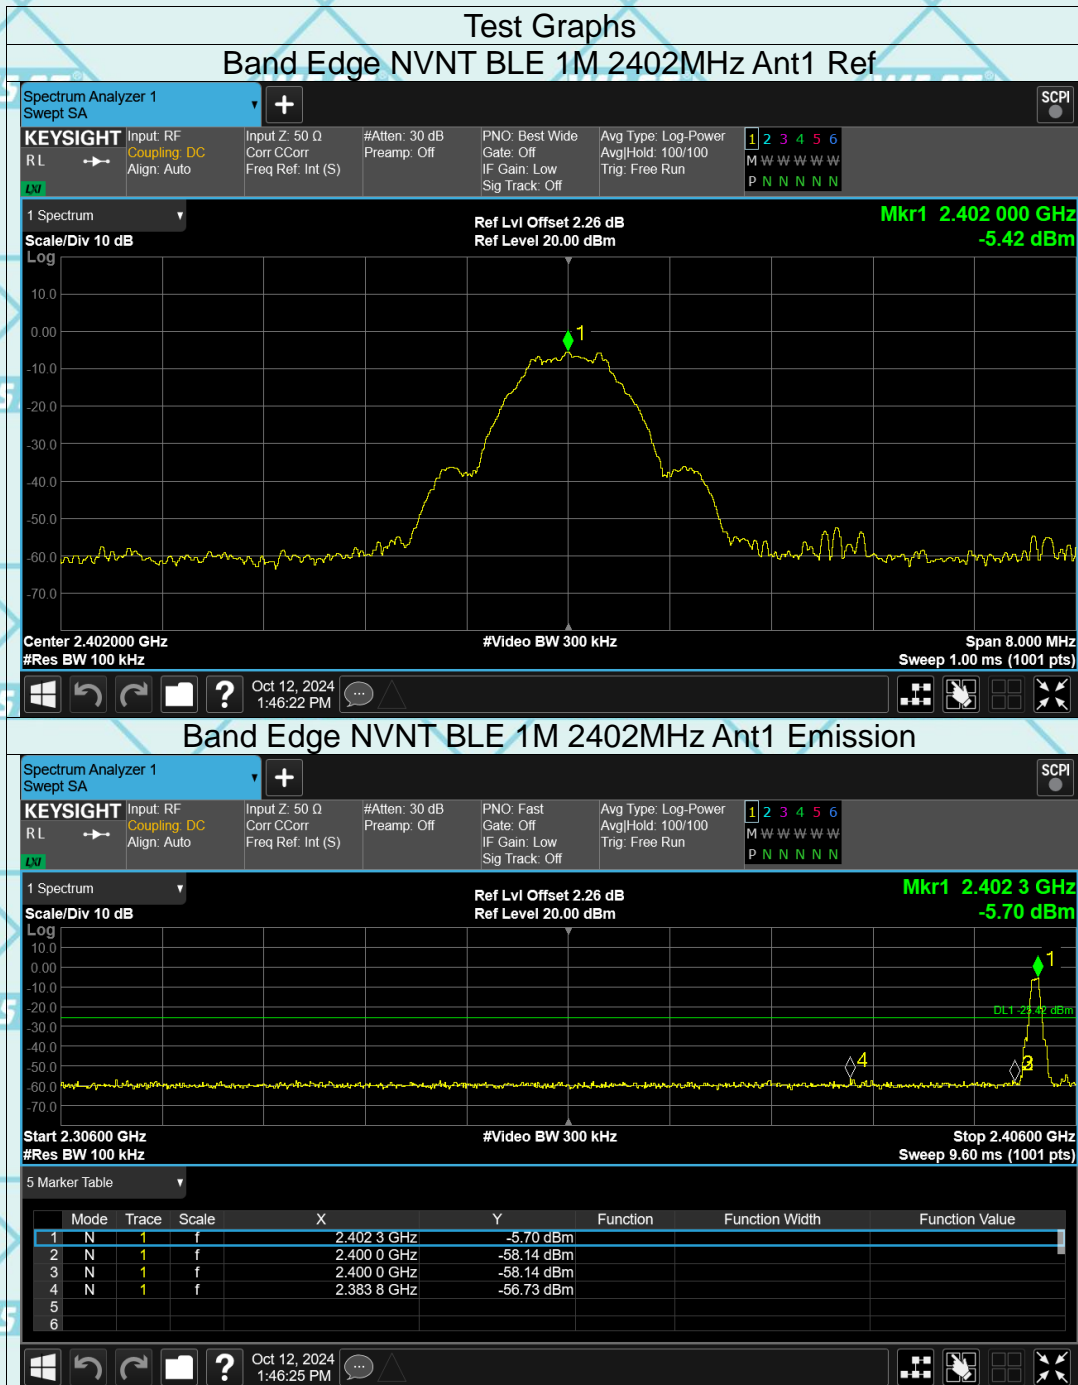 Test Graphs
Band Edge NVNT BLE 1M 2402MHz Ant1 Ref
Spectrum Analyzer 1
Swept SA
+
SCPI
KEYSIGHT Input: RF Input Z: 50 Ω #Atten: 30 dB PNO: Best Wide Avg Type: Log-Power 1 2 3 4 5 6
R L Coupling: DC Corr CCorr Preamp: Off Gate: Off Avg|Hold: 100/100 M W W W W W
Align: Auto Freq Ref: Int (S) IF Gain: Low Trig: Free Run P N N N N N
LXI Sig Track: Off
1 Spectrum
Ref Lvl Offset 2.26 dB
Mkr1 2.402 000 GHz
Scale/Div 10 dB Ref Level 20.00 dBm -5.42 dBm
Log
10.0
0.00
1
-10.0
-20.0
-30.0
-40.0
-50.0
-60.0
-70.0
Center 2.402000 GHz #Video BW 300 kHz Span 8.000 MHz
#Res BW 100 kHz Sweep 1.00 ms (1001 pts)
? Oct 12, 2024
1:46:22 PM
Band Edge NVNT BLE 1M 2402MHz Ant1 Emission
Spectrum Analyzer 1
Swept SA
+
SCPI
KEYSIGHT Input: RF Input Z: 50 Ω #Atten: 30 dB PNO: Fast Avg Type: Log-Power 1 2 3 4 5 6
R L Coupling: DC Corr CCorr Preamp: Off Gate: Off Avg|Hold: 100/100 M W W W W W
Align: Auto Freq Ref: Int (S) IF Gain: Low Trig: Free Run P N N N N N
LXI Sig Track: Off
1 Spectrum
Ref Lvl Offset 2.26 dB
Mkr1 2.402 3 GHz
Scale/Div 10 dB Ref Level 20.00 dBm -5.70 dBm
Log
10.0
0.00
1
-10.0
-20.0
DL1 -25.42 dBm
-30.0
-40.0
-50.0
4
-60.0
-70.0
Start 2.30600 GHz #Video BW 300 kHz Stop 2.40600 GHz
#Res BW 100 kHz Sweep 9.60 ms (1001 pts)
5 Marker Table
Mode Trace Scale X Y Function Function Width Function Value
1 N 1 f 2.402 3 GHz -5.70 dBm
2 N 1 f 2.400 0 GHz -58.14 dBm
3 N 1 f 2.400 0 GHz -58.14 dBm
4 N 1 f 2.383 8 GHz -56.73 dBm
5
6
? Oct 12, 2024
1:46:25 PM